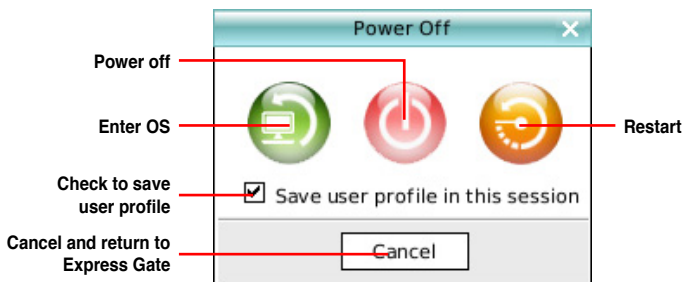 Power Off
Power off
Enter OS
Restart
Check to save
user profile
Save user profile in this session
Cancel and return to
Express Gate
Cancel